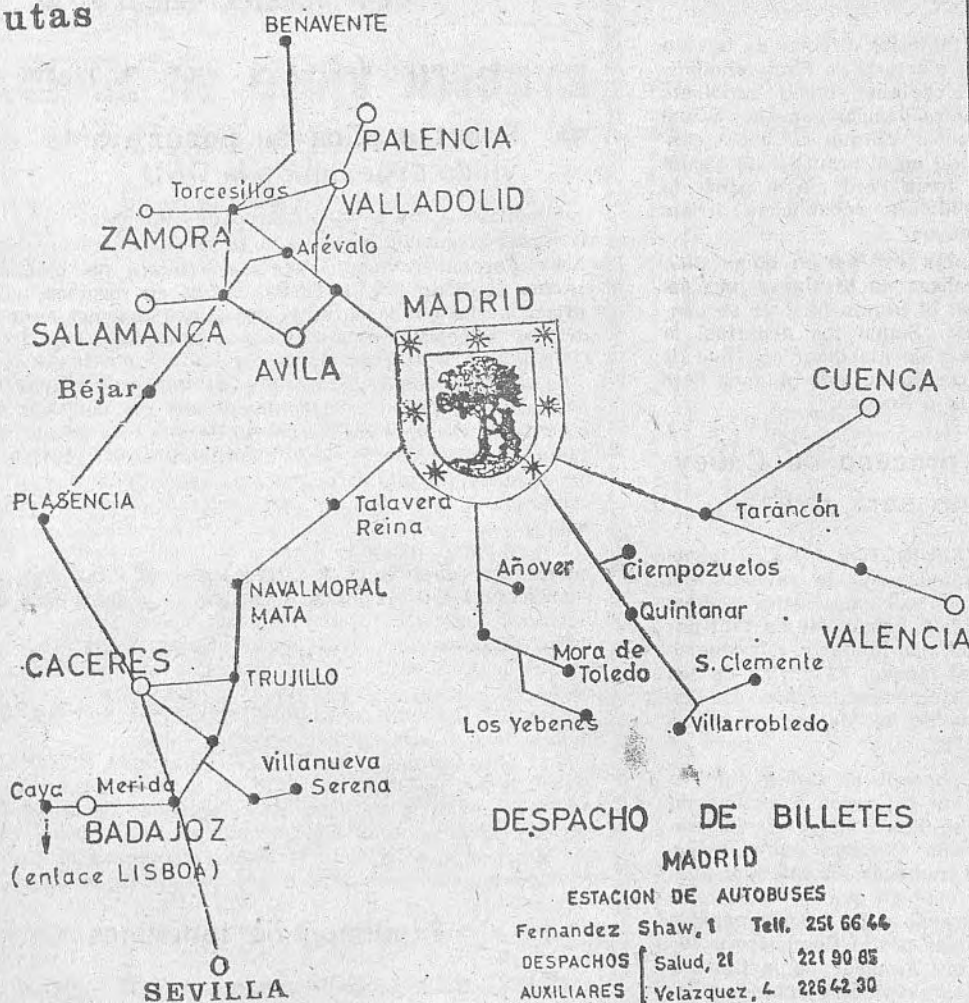 utas
BENAVENTE
PALENCIA
Torcesillas
VALLADOLID
ZAMORA
Arévalo
MADRID
SALAMANCA
AVILA
CUENCA
Béjar
PLASENCIA
Talavera
Reina
Tarancón
Añover
Ciempozuelos
NAVALMORAL
MATA
Quintanar
VALENCIA
Mora de
Toledo
S. Clemente
CACERES
TRUJILLO
Los Yebenes
Villarrobledo
Villanueva
Serena
Caya
Merida
BADAJOZ
(enlace LISBOA)
SEVILLA
DESPACHO DE BILLETES
MADRID
ESTACION DE AUTOBUSES
Fernandez Shaw, 1 Telf. 251 66 44
DESPACHOS Salud, 21 221 90 85
AUXILIARES Velazquez, 4 226 42 30